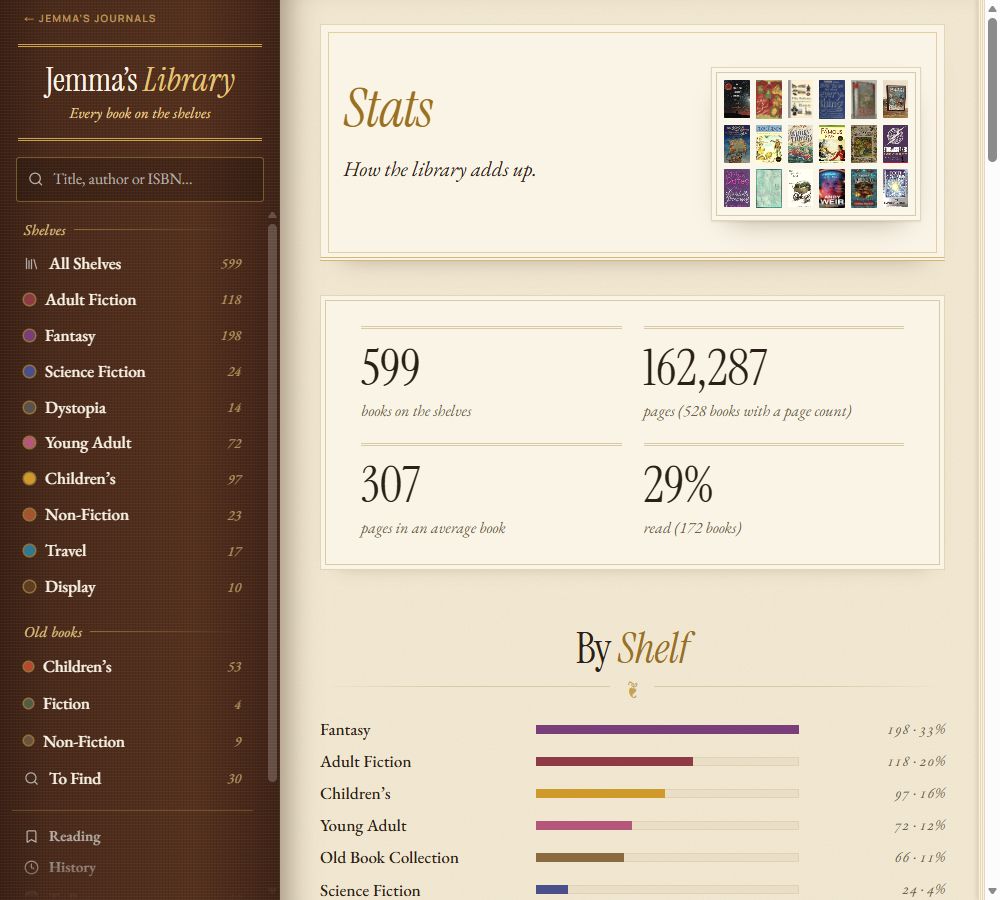 ← JEMMA'S JOURNALS
Jemma's Library
Every book on the shelves
Title, author or ISBN...
Shelves
All Shelves 599
Adult Fiction 118
Fantasy 198
Science Fiction 24
Dystopia 14
Young Adult 72
Children's 97
Non-Fiction 23
Travel 17
Display 10
Old books
Children's 53
Fiction 4
Non-Fiction 9
To Find 30
Reading
History
Stats
How the library adds up.
FAMOUS
ANDY
WEIR
599
books on the shelves
162,287
pages (528 books with a page count)
307
pages in an average book
29%
read (172 books)
By Shelf
Fantasy 198 · 33%
Adult Fiction 118 · 20%
Children's 97 · 16%
Young Adult 72 · 12%
Old Book Collection 66 · 11%
Science Fiction 24 · 4%